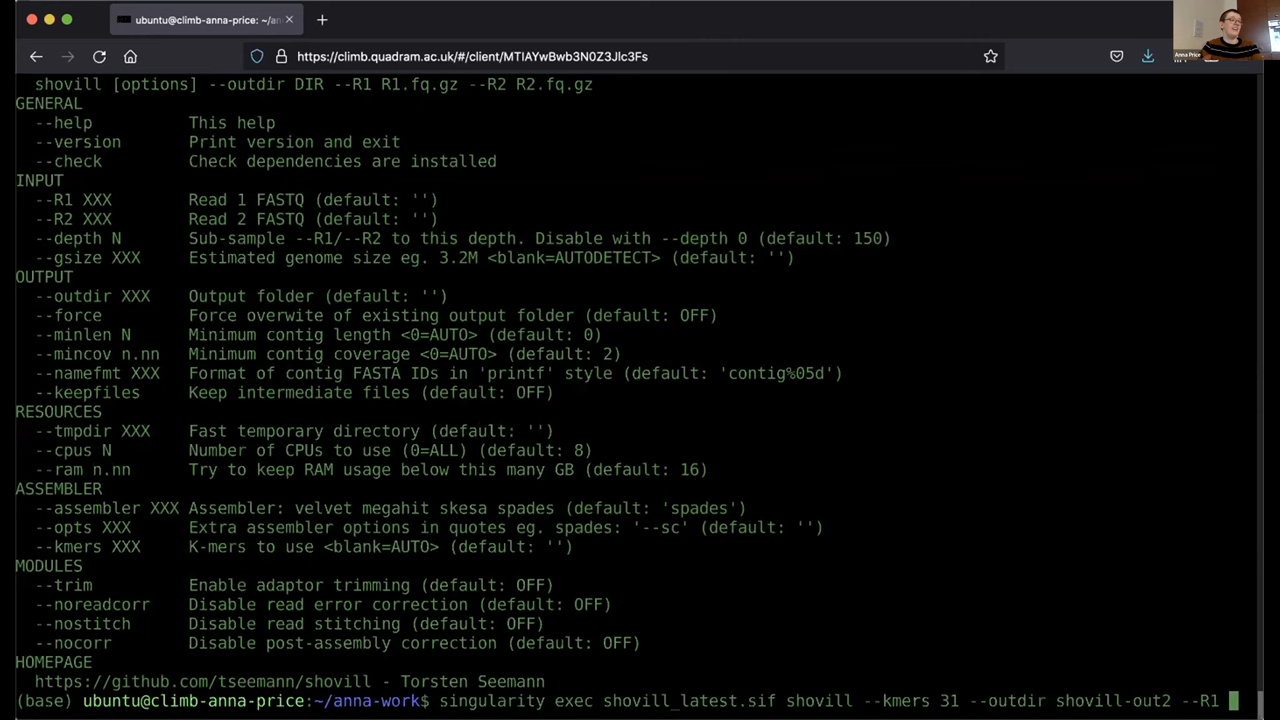 ubuntu@climb-anna-price: ~/an
https://climb.quadram.ac.uk/#/client/MTIAYwBwb3N0Z3Jlc3Fs
Anna Price
shovill [options] --outdir DIR --R1 R1.fq.gz --R2 R2.fq.gz
GENERAL
--help This help
--version Print version and exit
--check Check dependencies are installed
INPUT
--R1 XXX Read 1 FASTQ (default: '')
--R2 XXX Read 2 FASTQ (default: '')
--depth N Sub-sample --R1/--R2 to this depth. Disable with --depth 0 (default: 150)
--gsize XXX Estimated genome size eg. 3.2M <blank=AUTODETECT> (default: '')
OUTPUT
--outdir XXX Output folder (default: '')
--force Force overwite of existing output folder (default: OFF)
--minlen N Minimum contig length <0=AUTO> (default: 0)
--mincov n.nn Minimum contig coverage <0=AUTO> (default: 2)
--namefmt XXX Format of contig FASTA IDs in 'printf' style (default: 'contig%05d')
--keepfiles Keep intermediate files (default: OFF)
RESOURCES
--tmpdir XXX Fast temporary directory (default: '')
--cpus N Number of CPUs to use (0=ALL) (default: 8)
--ram n.nn Try to keep RAM usage below this many GB (default: 16)
ASSEMBLER
--assembler XXX Assembler: velvet megahit skesa spades (default: 'spades')
--opts XXX Extra assembler options in quotes eg. spades: '--sc' (default: '')
--kmers XXX K-mers to use <blank=AUTO> (default: '')
MODULES
--trim Enable adaptor trimming (default: OFF)
--noreadcorr Disable read error correction (default: OFF)
--nostitch Disable read stitching (default: OFF)
--nocorr Disable post-assembly correction (default: OFF)
HOMEPAGE
https://github.com/tseemann/shovill - Torsten Seemann
(base) ubuntu@climb-anna-price:~/anna-work$ singularity exec shovill_latest.sif shovill --kmers 31 --outdir shovill-out2 --R1